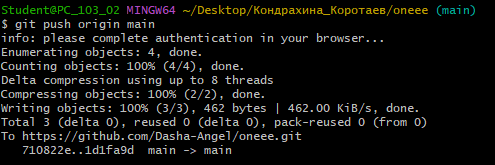 Student@PC_103_02 MINGW64 ~/Desktop/Кондрахина_Коротаев/oneee (main)
$ git push origin main
info: please complete authentication in your browser...
Enumerating objects: 4, done.
Counting objects: 100% (4/4), done.
Delta compression using up to 8 threads
Compressing objects: 100% (2/2), done.
Writing objects: 100% (3/3), 462 bytes | 462.00 KiB/s, done.
Total 3 (delta 0), reused 0 (delta 0), pack-reused 0 (from 0)
To https://github.com/Dasha-Angel/oneee.git
   710822e..1d1fa9d  main -> main